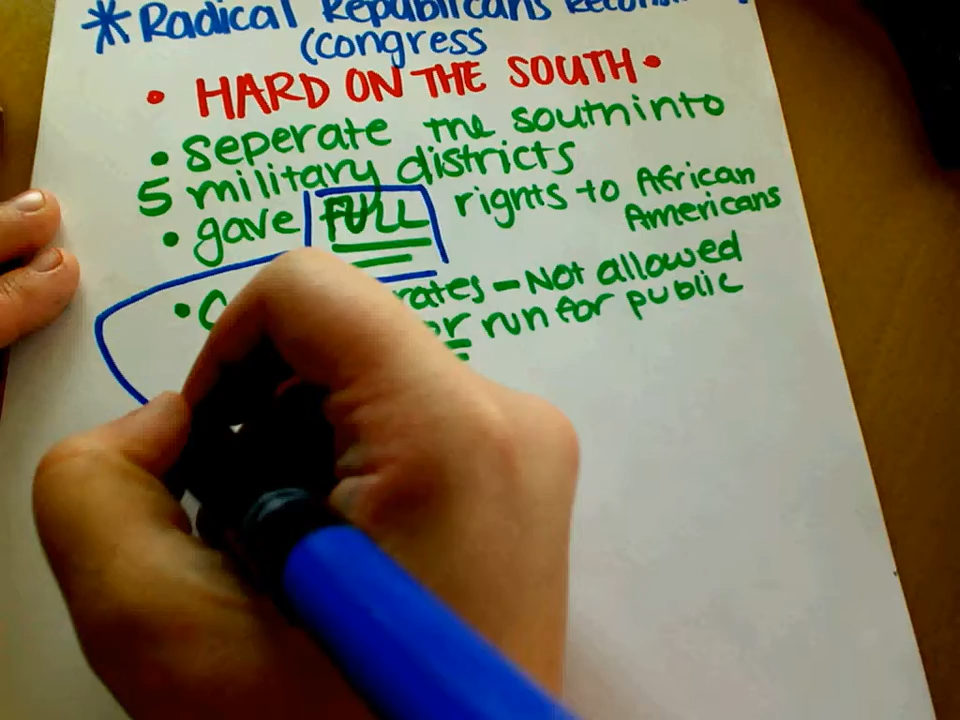 * Radical Republicans
(congress
• HARD ON THE SOUTH •
• seperate the south into
5 military districts
• gave FULL rights to African
Americans
rates - Not allowed
or run for public